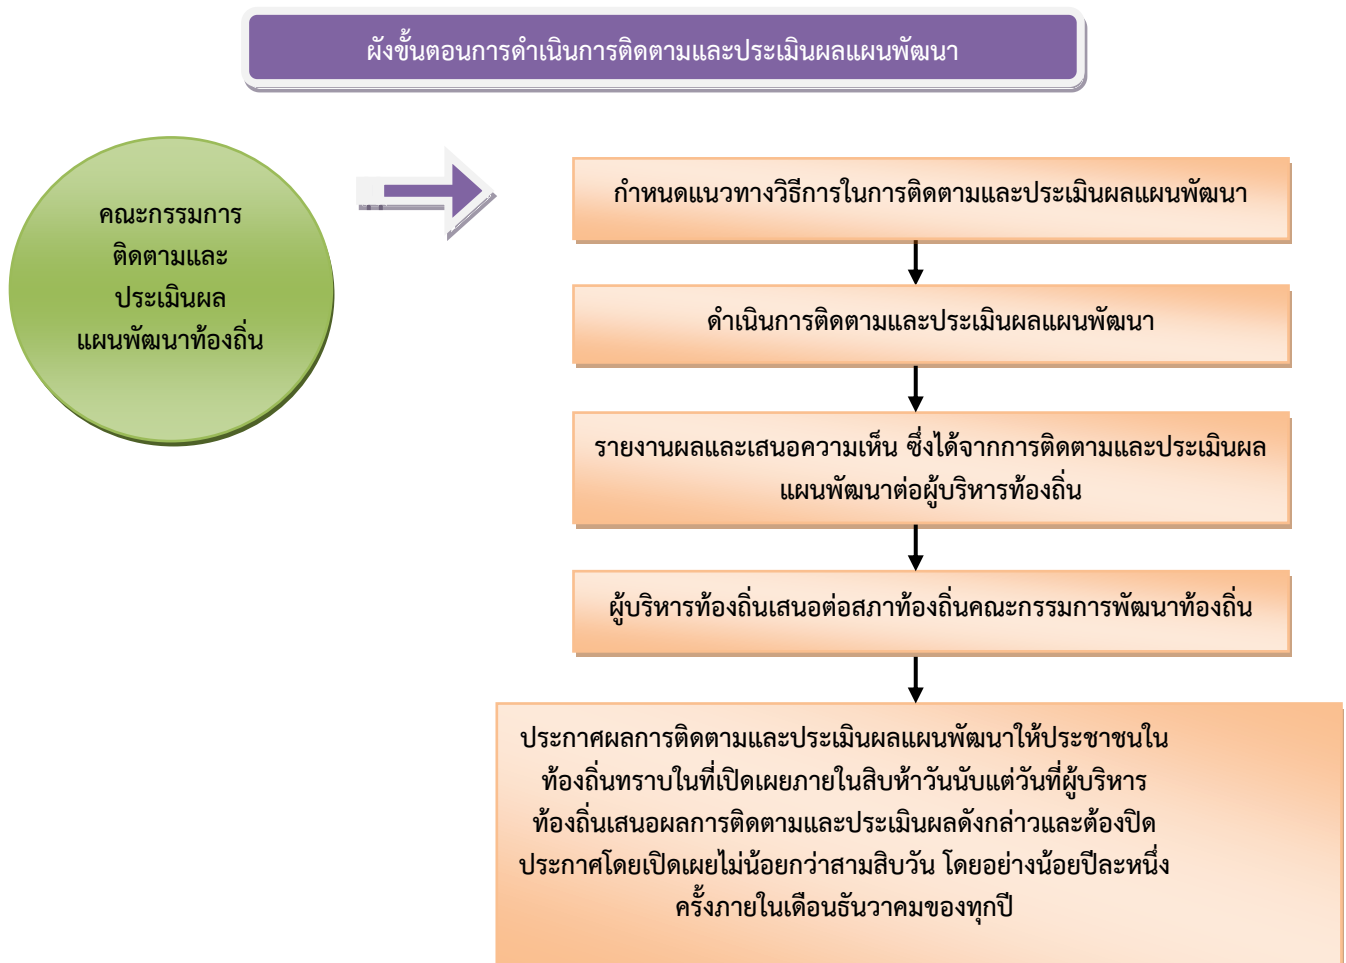 ผังขั้นตอนการดำเนินการติดตามและประเมินผลแผนพัฒนา
คณะกรรมการ
ติดตามและ
ประเมินผล
แผนพัฒนาท้องถิ่น
กำหนดแนวทางวิธีการในการติดตามและประเมินผลแผนพัฒนา
ดำเนินการติดตามและประเมินผลแผนพัฒนา
รายงานผลและเสนอความเห็น ซึ่งได้จากการติดตามและประเมินผล
แผนพัฒนาต่อผู้บริหารท้องถิ่น
ผู้บริหารท้องถิ่นเสนอต่อสภาท้องถิ่นคณะกรรมการพัฒนาท้องถิ่น
ประกาศผลการติดตามและประเมินผลแผนพัฒนาให้ประชาชนใน
ท้องถิ่นทราบในที่เปิดเผยภายในสิบห้าวันนับแต่วันที่ผู้บริหาร
ท้องถิ่นเสนอผลการติดตามและประเมินผลดังกล่าวและต้องปิด
ประกาศโดยเปิดเผยไม่น้อยกว่าสามสิบวัน โดยอย่างน้อยปีละหนึ่ง
ครั้งภายในเดือนธันวาคมของทุกปี